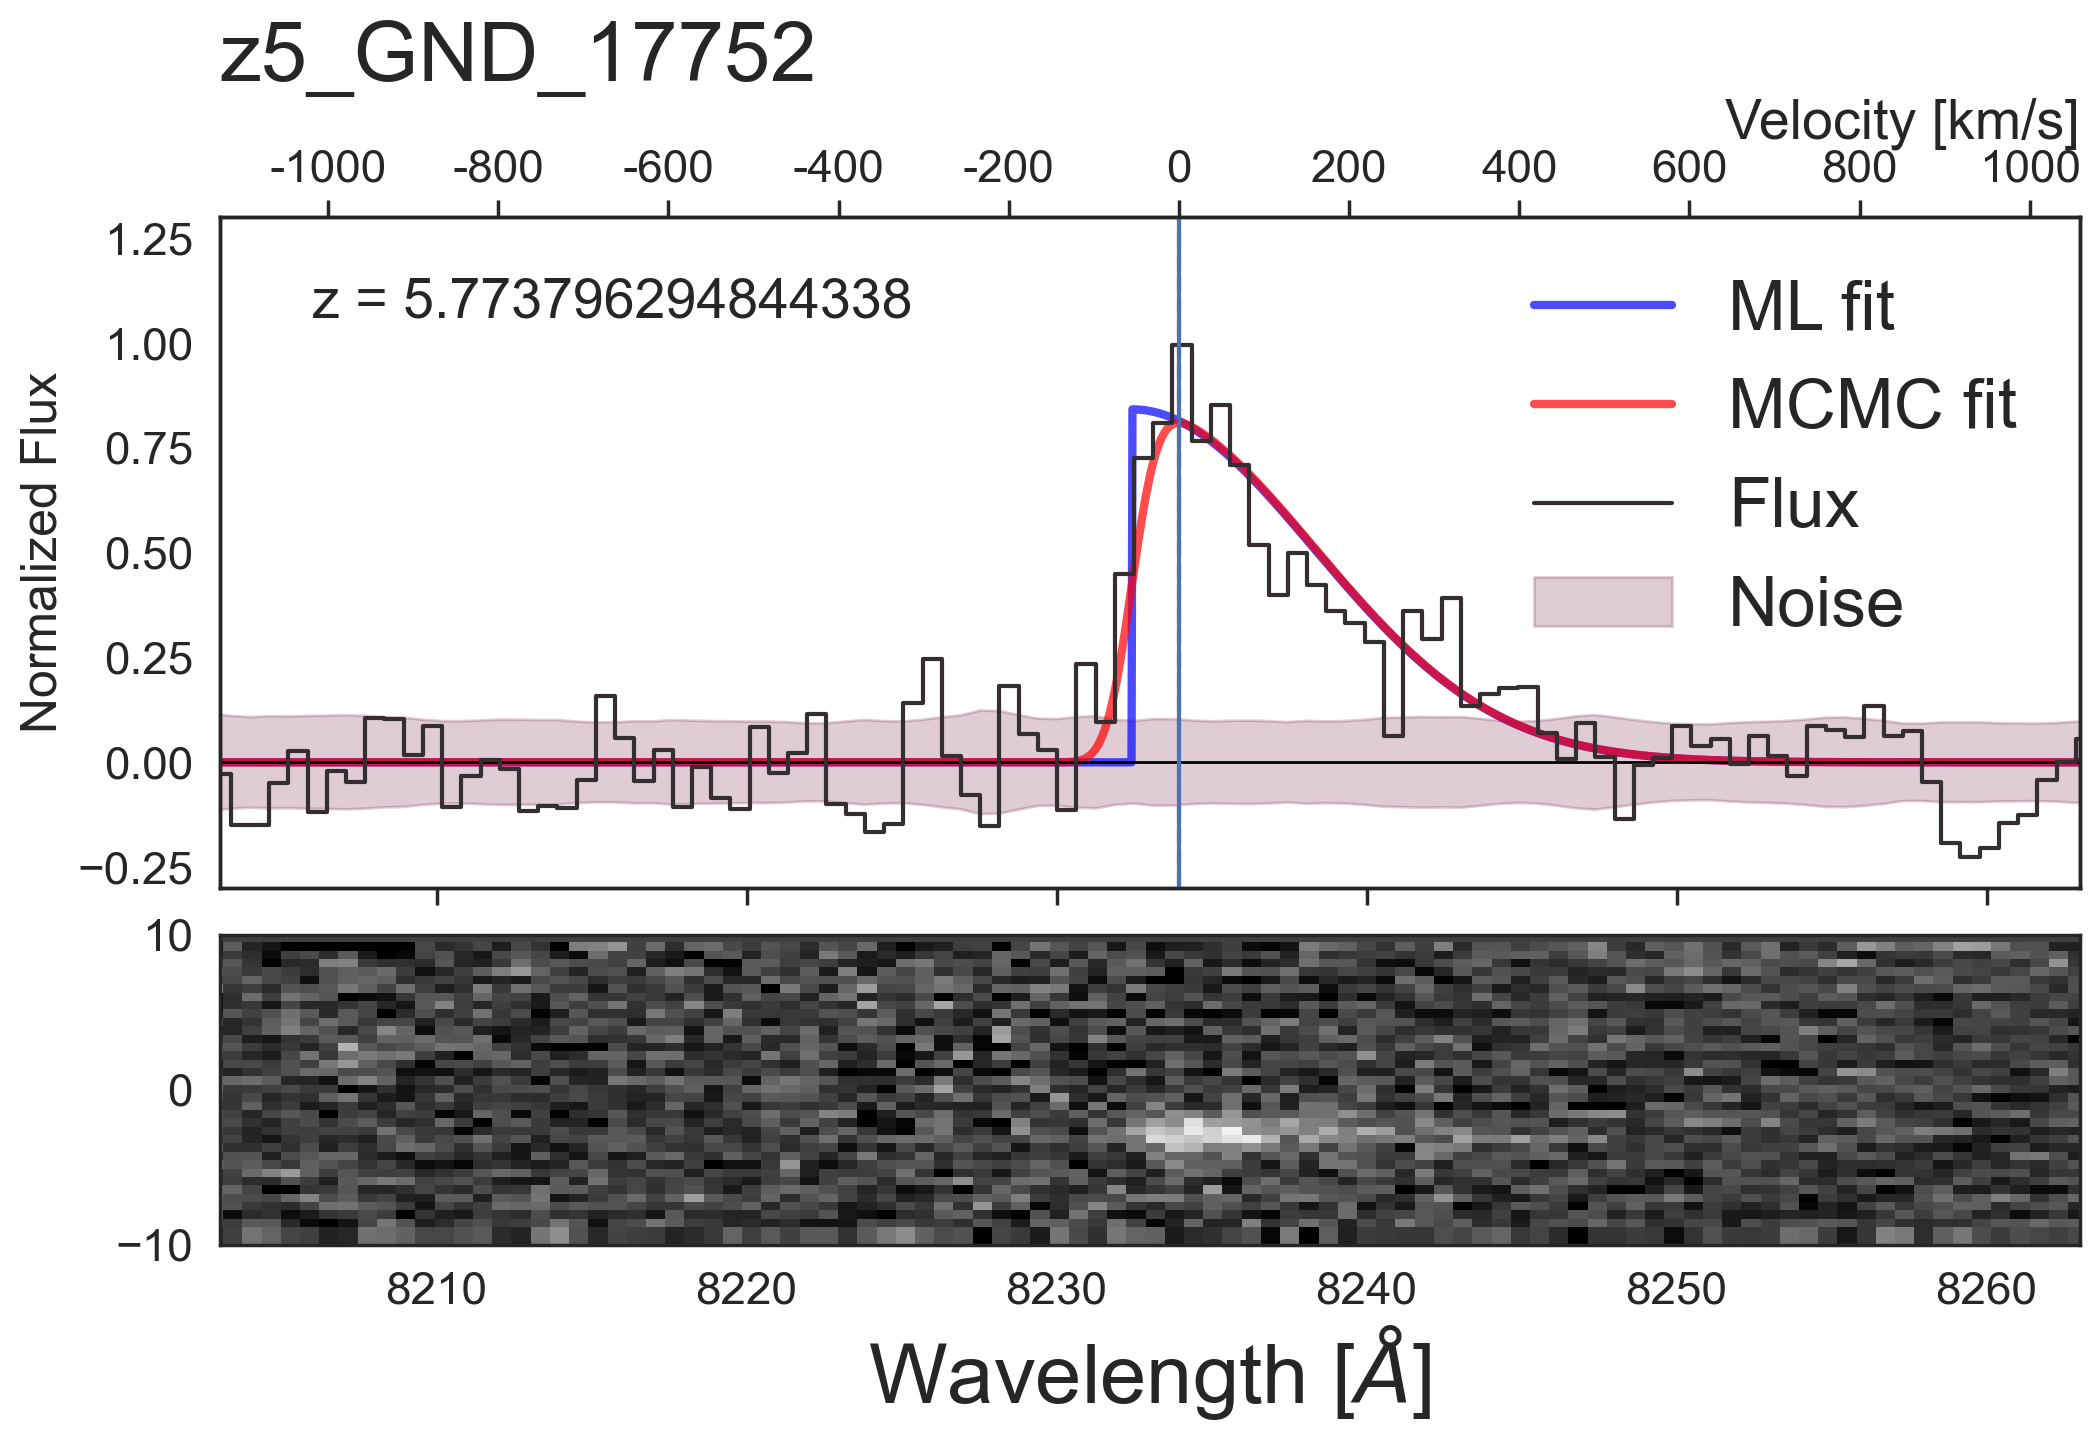 z5_GND_17752
Velocity [km/s]
-1000 -800 -600 -400 -200 0 200 400 600 800 1000
1.25
1.00
0.75
0.50
0.25
0.00
−0.25
Normalized Flux
z = 5.773796294844338
ML fit
MCMC fit
Flux
Noise
10
0
−10
8210 8220 8230 8240 8250 8260
Wavelength [Å]